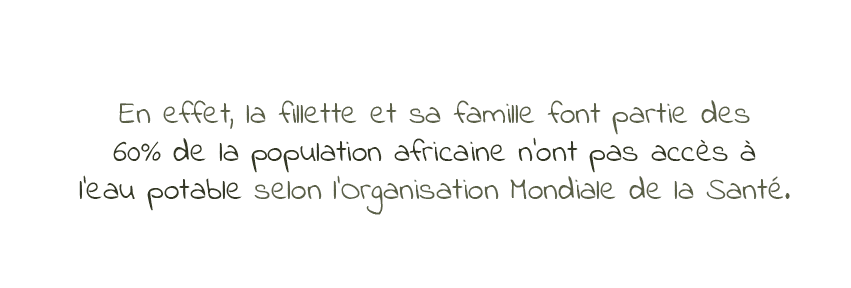 En effet, la fillette et sa famille font partie des
60% de la population africaine n'ont pas accès à
l'eau potable selon l'Organisation Mondiale de la Santé.